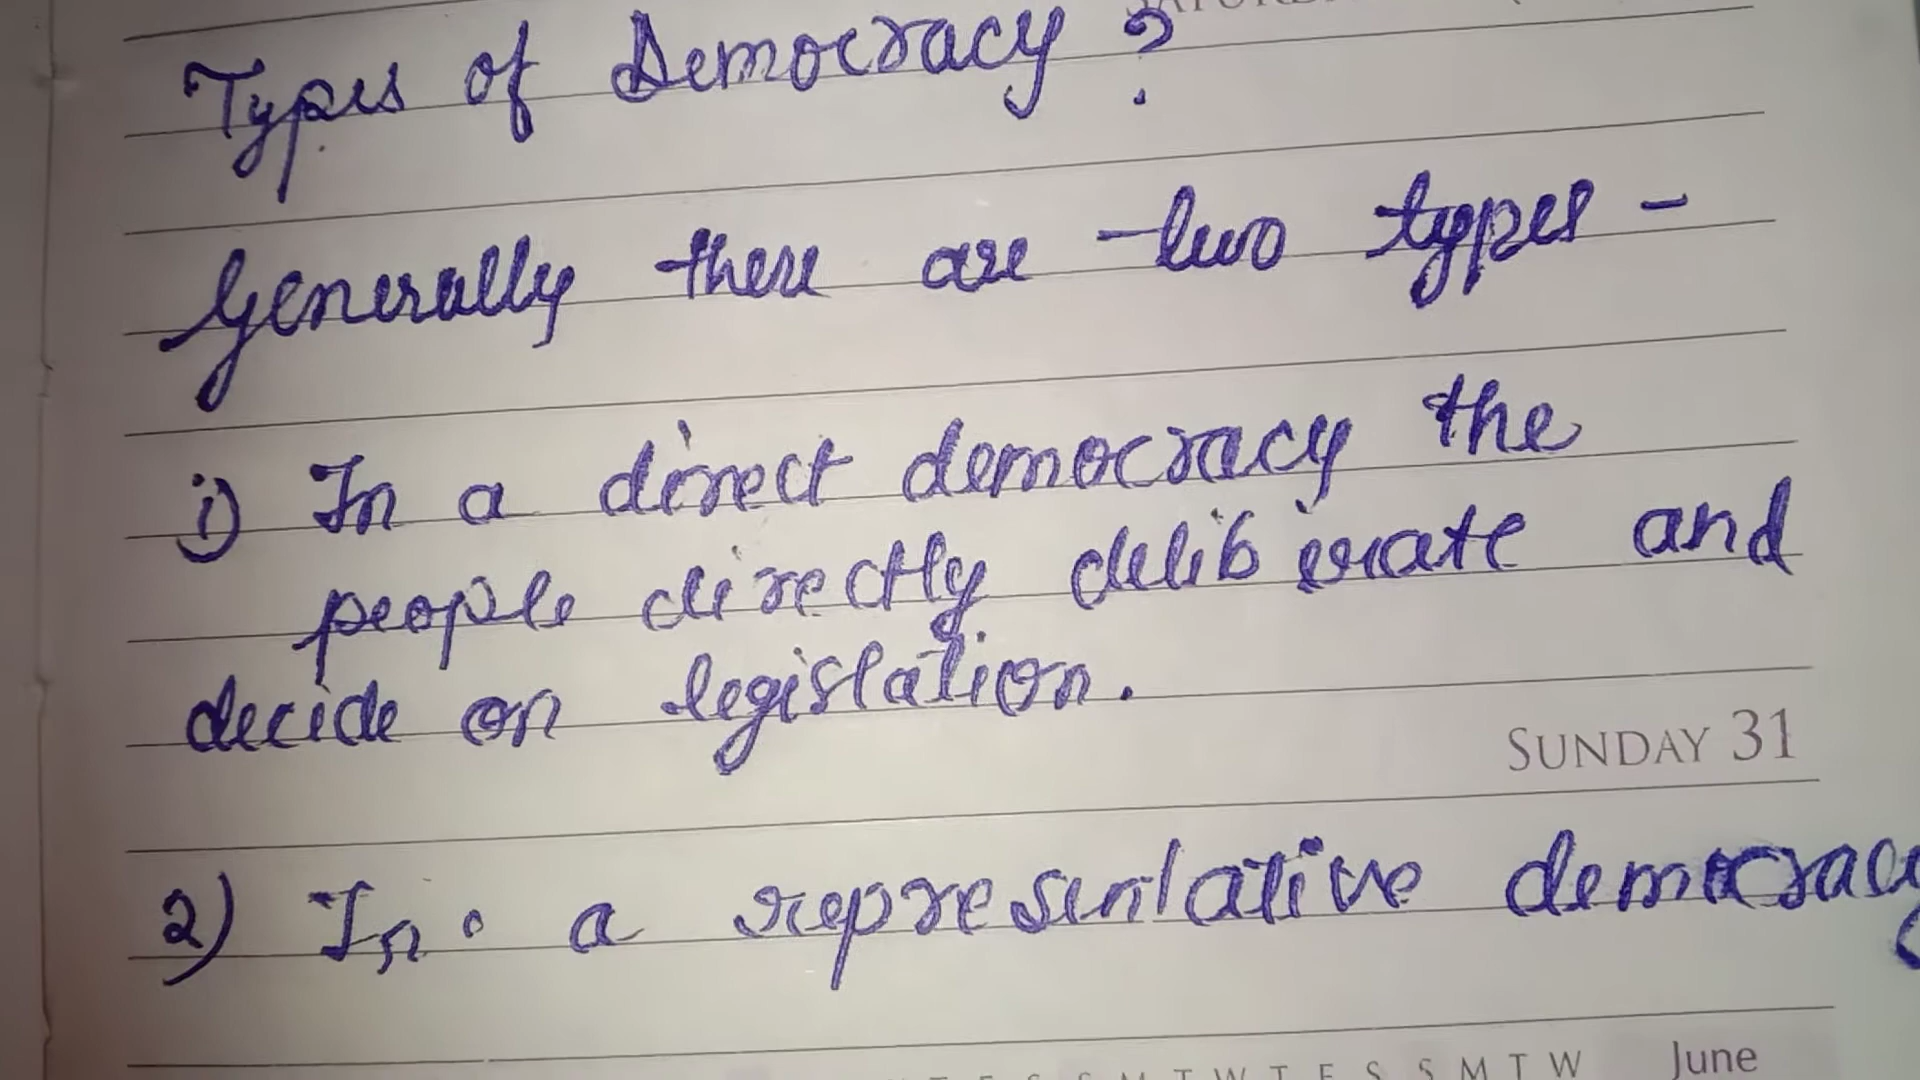 Types of Democracy ?
Generally there are two types -
i) In a direct democracy the
people directly deliberate and
decide on legislation.
SUNDAY 31
2) In a representative democracy
S S M T W T F S S M T W June